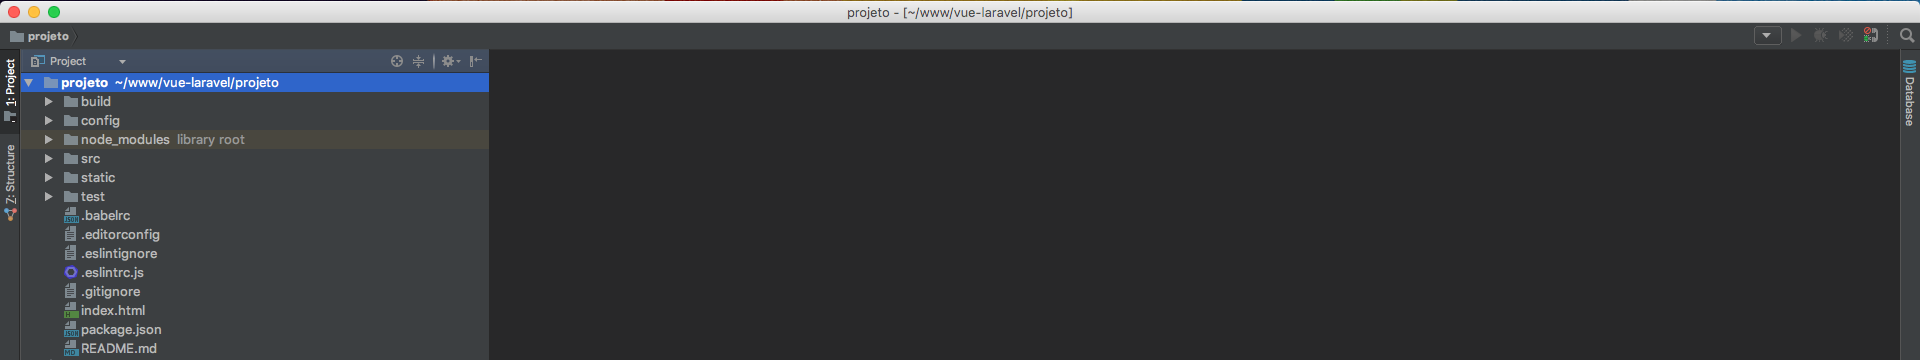 projeto - [~/www/vue-laravel/projeto]
projeto
1: Project
Z: Structure
Project
projeto ~/www/vue-laravel/projeto
build
config
node_modules library root
src
static
test
.babelrc
.editorconfig
.eslintignore
.eslintrc.js
.gitignore
index.html
package.json
README.md
Database